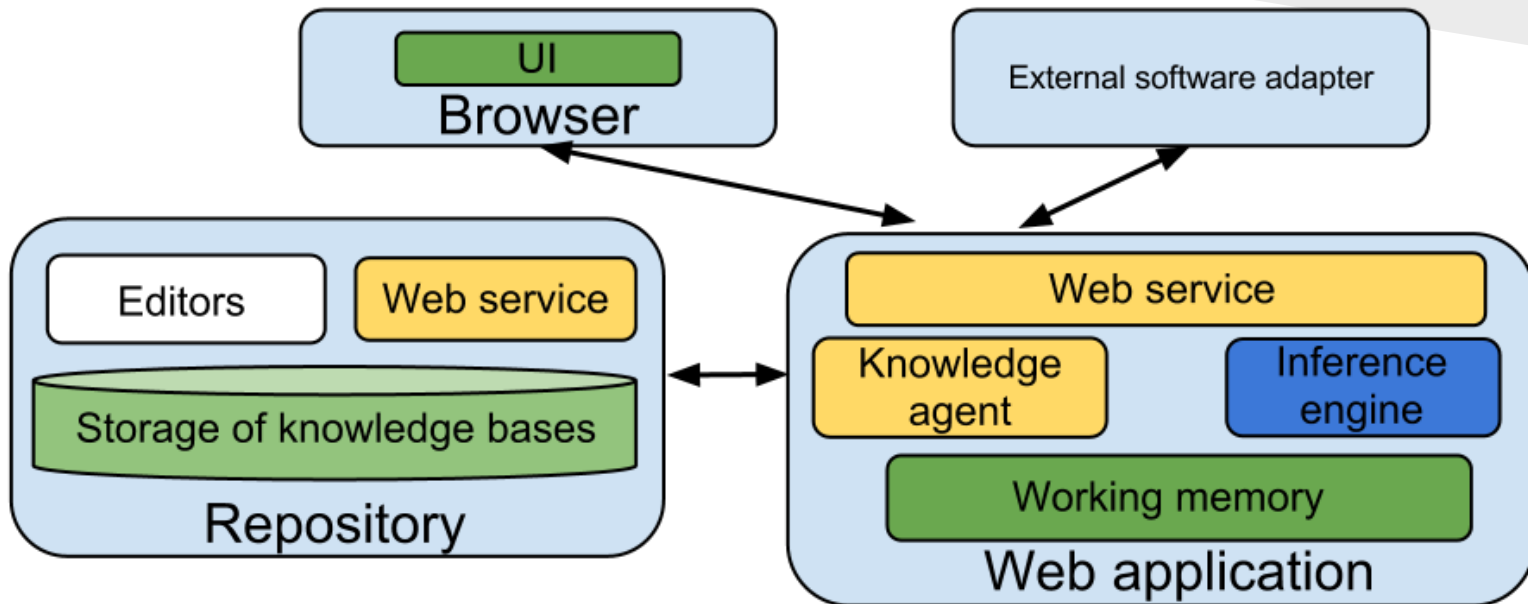 UI
Browser
External software adapter
Editors
Web service
Storage of knowledge bases
Repository
Web service
Knowledge
agent
Inference
engine
Working memory
Web application